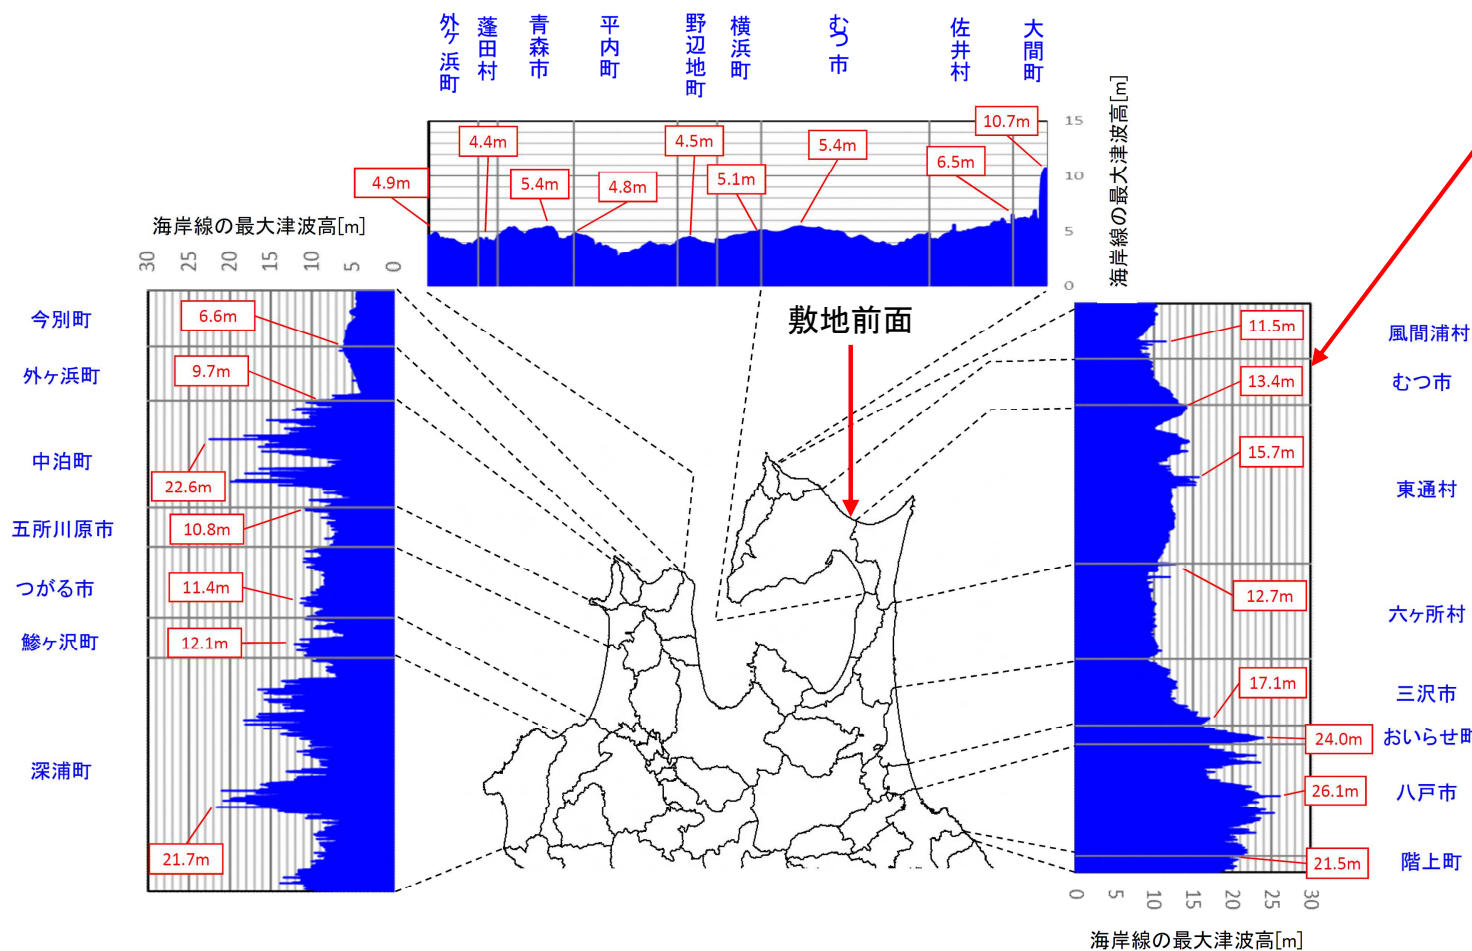 外ヶ浜町
蓬田村
青森市
平内町
野辺地町
横浜町
むつ市
佐井村
大間町
4.9m
4.4m
5.4m
4.8m
4.5m
5.1m
5.4m
6.5m
10.7m
15
10
5
0
海岸線の最大津波高[m]
海岸線の最大津波高[m]
30
25
20
15
10
5
0
今別町
6.6m
外ヶ浜町
9.7m
中泊町
22.6m
五所川原市
10.8m
つがる市
11.4m
鰺ヶ沢町
12.1m
深浦町
21.7m
敷地前面
11.5m
風間浦村
13.4m
むつ市
15.7m
東通村
12.7m
六ヶ所村
17.1m
三沢市
24.0m
おいらせ町
26.1m
八戸市
21.5m
階上町
0
5
10
15
20
25
30
海岸線の最大津波高[m]